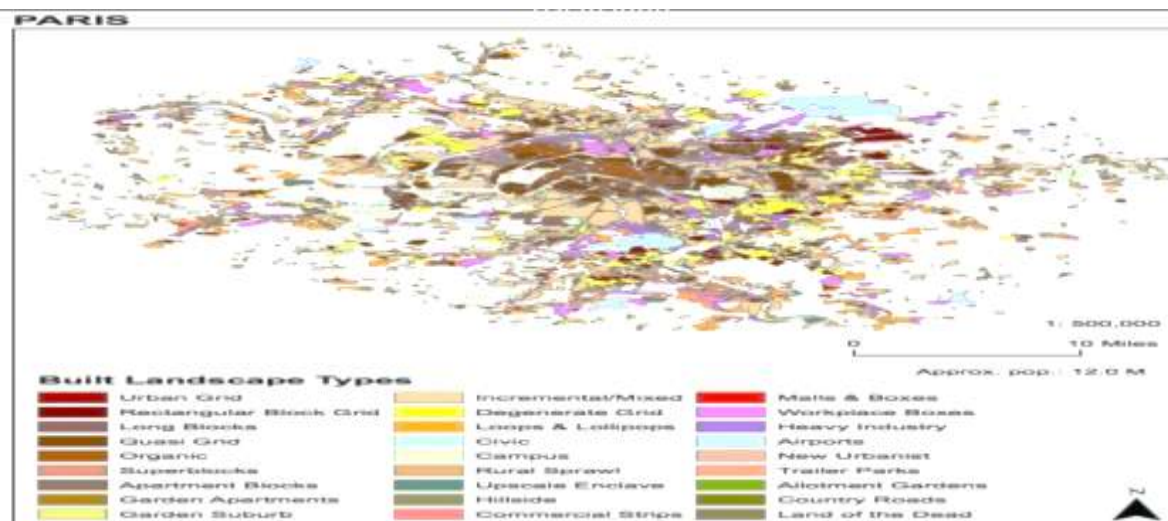 PARIS
1: 500,000
0 10 Miles
Approx. pop.: 12.0 M
Built Landscape Types
Urban Grid
Rectangular Block Grid
Long Blocks
Quasi Grid
Organic
Superblocks
Apartment Blocks
Garden Apartments
Garden Suburb
Incremental/Mixed
Degenerate Grid
Loops & Lollipops
Civic
Campus
Rural Sprawl
Upscale Enclave
Hillside
Commercial Strips
Malls & Boxes
Workplace Boxes
Heavy Industry
Airports
New Urbanist
Trailer Parks
Allotment Gardens
Country Roads
Land of the Dead
N